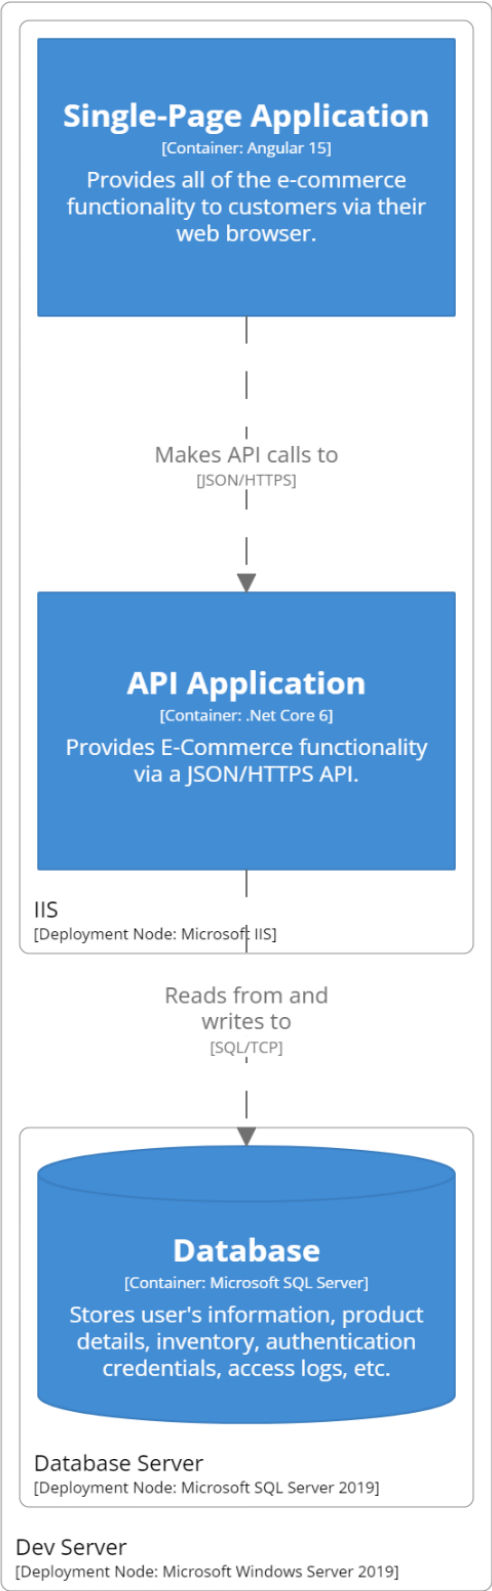 Single-Page Application
[Container: Angular 15]
Provides all of the e-commerce
functionality to customers via their
web browser.
Makes API calls to
[JSON/HTTPS]
API Application
[Container: .Net Core 6]
Provides E-Commerce functionality
via a JSON/HTTPS API.
IIS
[Deployment Node: Microsoft IIS]
Reads from and
writes to
[SQL/TCP]
Database
[Container: Microsoft SQL Server]
Stores user's information, product
details, inventory, authentication
credentials, access logs, etc.
Database Server
[Deployment Node: Microsoft SQL Server 2019]
Dev Server
[Deployment Node: Microsoft Windows Server 2019]